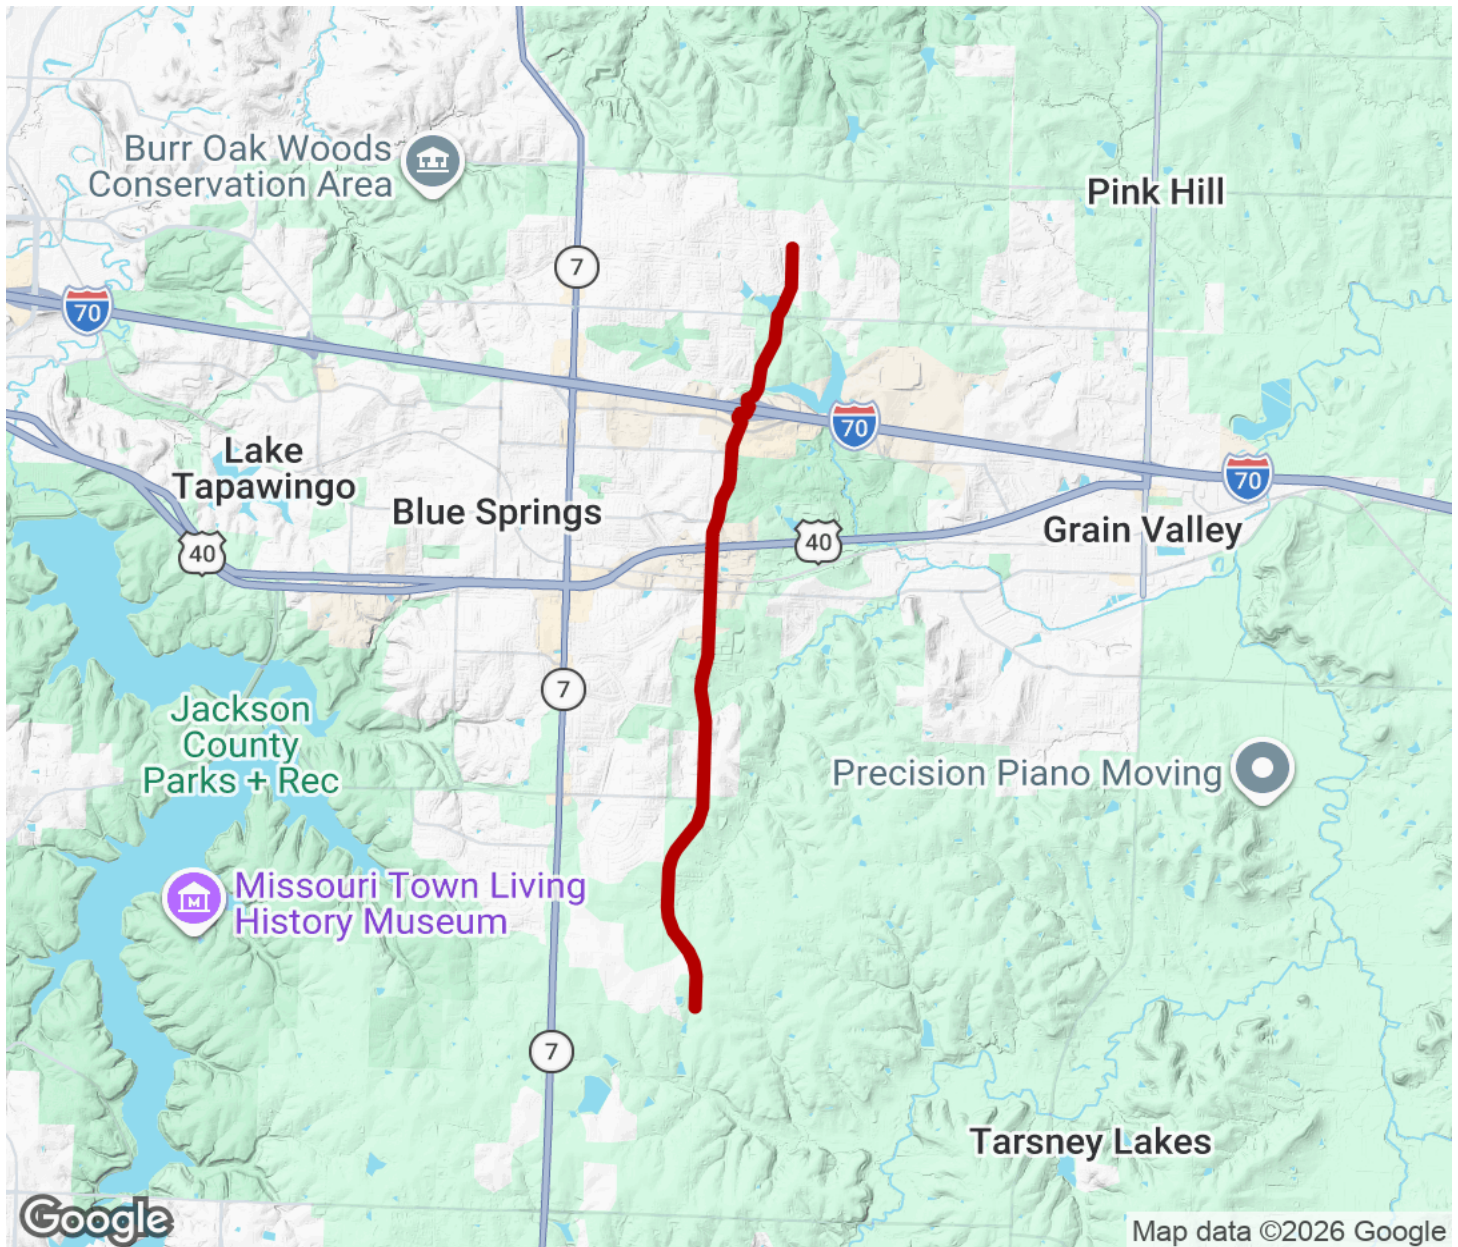 Burr Oak Woods
Conservation Area
Pink Hill
7
70
70
Lake
Tapawingo
Blue Springs
70
40
40
Grain Valley
7
Jackson
County
Parks + Rec
Precision Piano Moving
Missouri Town Living
History Museum
7
Tarsney Lakes
Google
Map data ©2026 Google